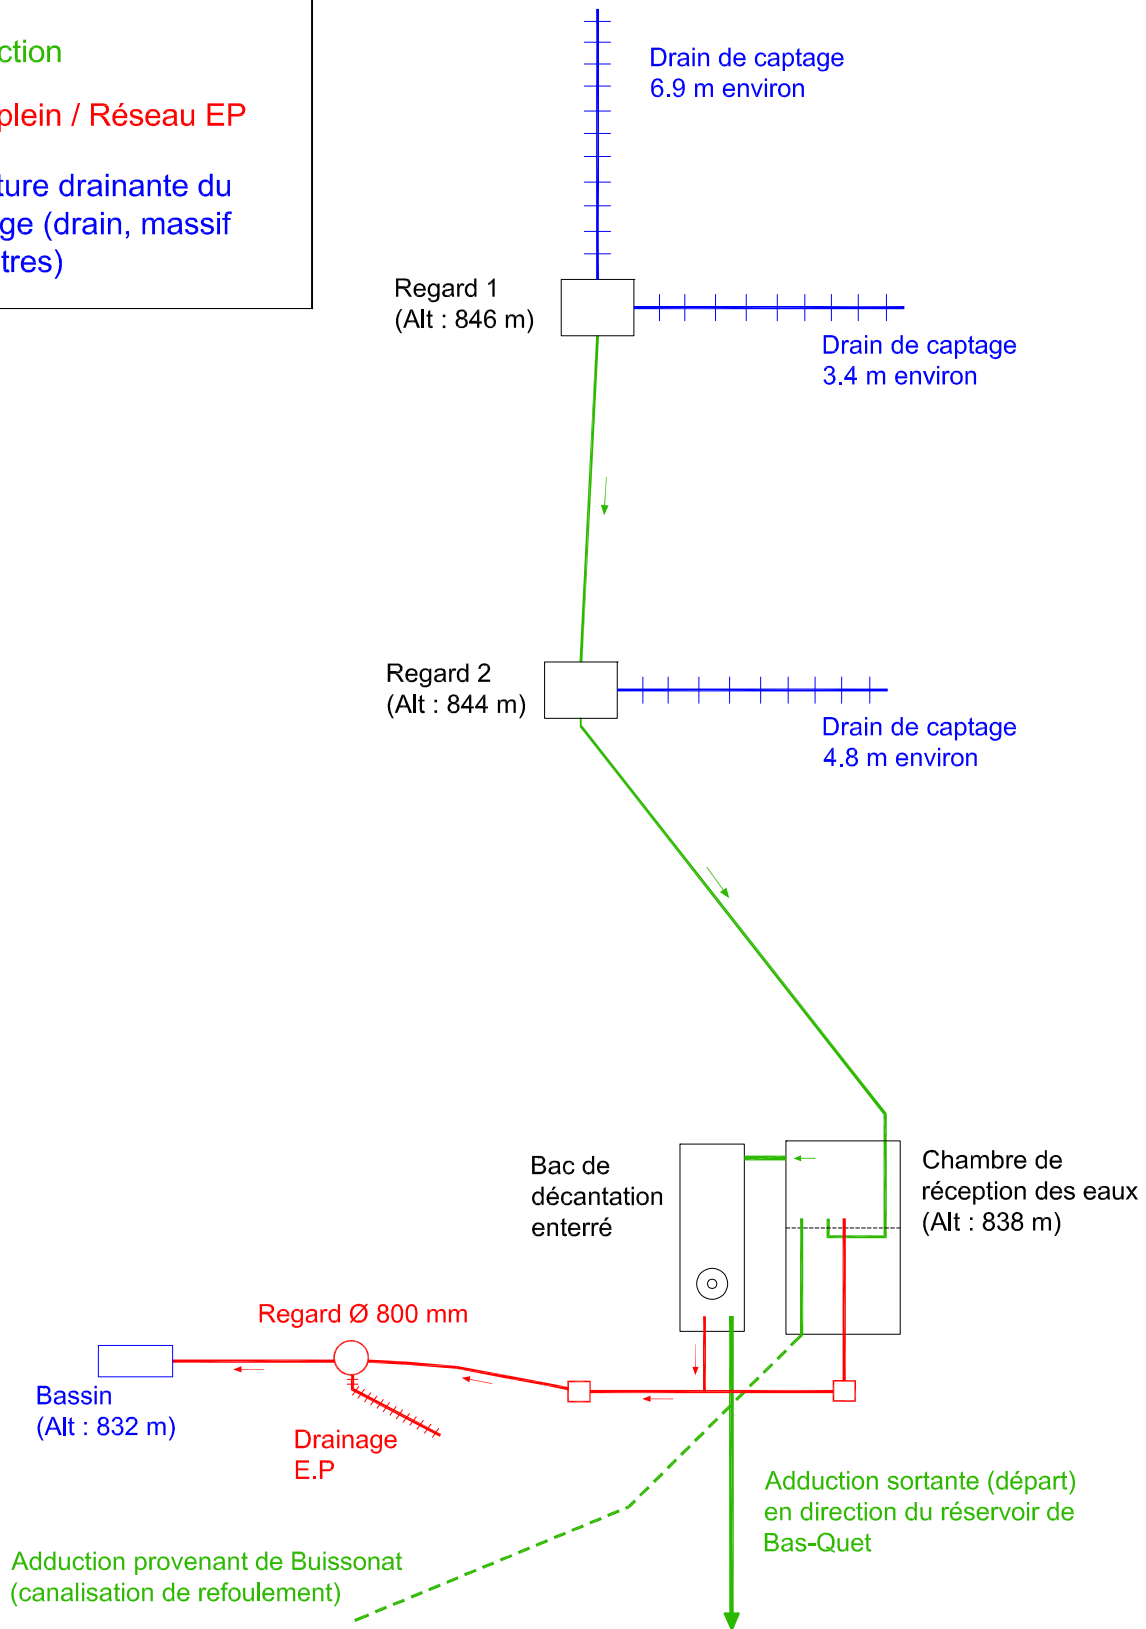 ction
plein / Réseau EP
ture drainante du
ge (drain, massif
tres)
Drain de captage
6.9 m environ
Regard 1
(Alt : 846 m)
Drain de captage
3.4 m environ
Regard 2
(Alt : 844 m)
Drain de captage
4.8 m environ
Bac de
décantation
enterré
Chambre de
réception des eaux
(Alt : 838 m)
Regard Ø 800 mm
Bassin
(Alt : 832 m)
Drainage
E.P
Adduction sortante (départ)
en direction du réservoir de
Bas-Quet
Adduction provenant de Buissonat
(canalisation de refoulement)